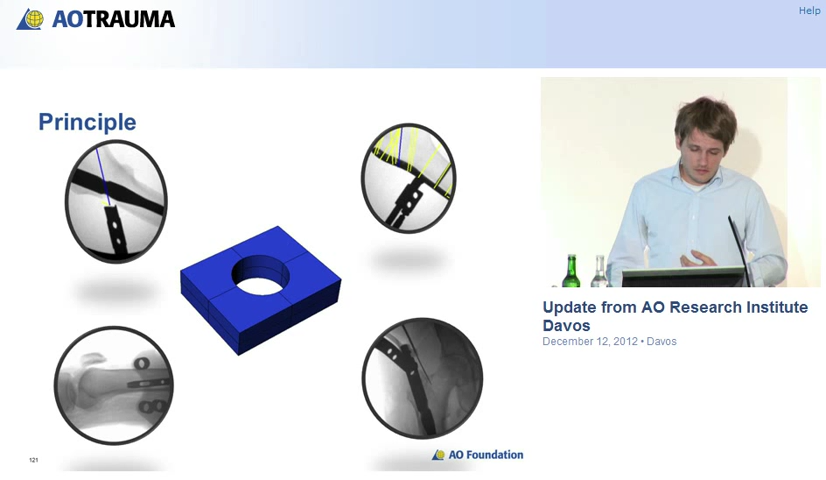 AOTRAUMA
Help
Principle
Update from AO Research Institute
Davos
December 12, 2012 • Davos
121
AO Foundation